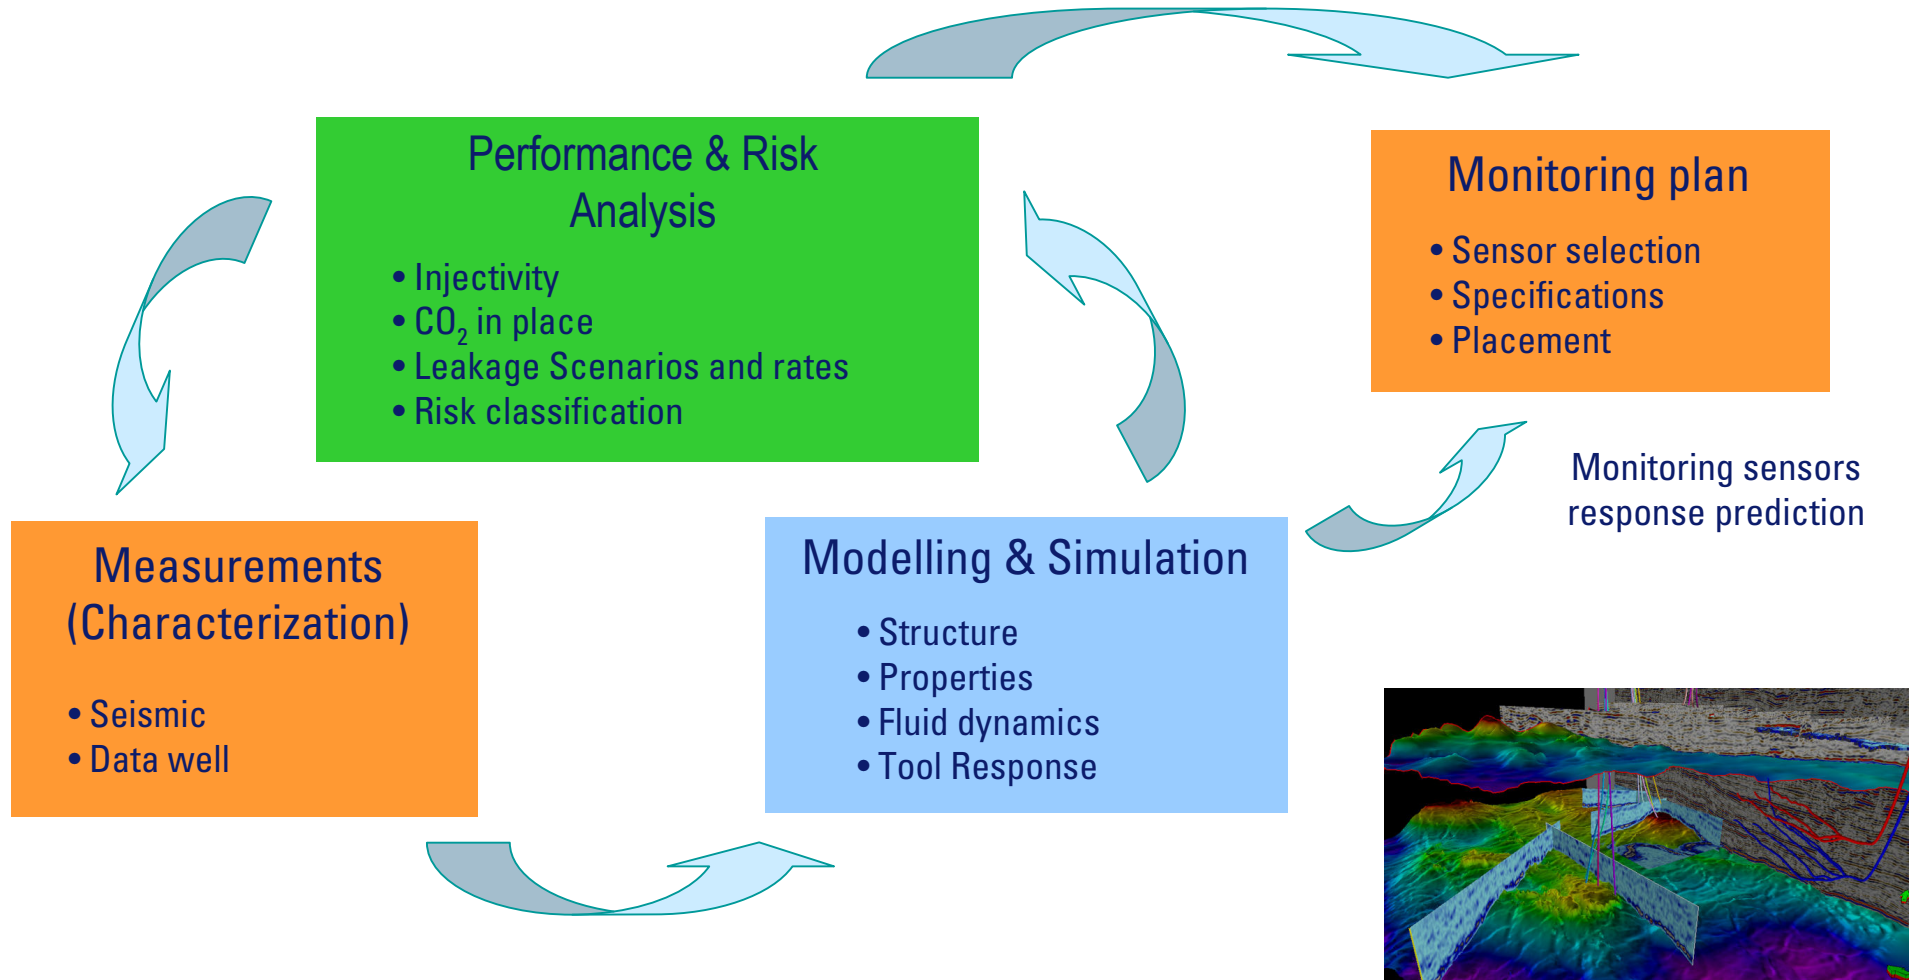 Performance & Risk
Analysis
• Injectivity
• CO₂ in place
• Leakage Scenarios and rates
• Risk classification
Monitoring plan
• Sensor selection
• Specifications
• Placement
Monitoring sensors
response prediction
Measurements
(Characterization)
• Seismic
• Data well
Modelling & Simulation
• Structure
• Properties
• Fluid dynamics
• Tool Response